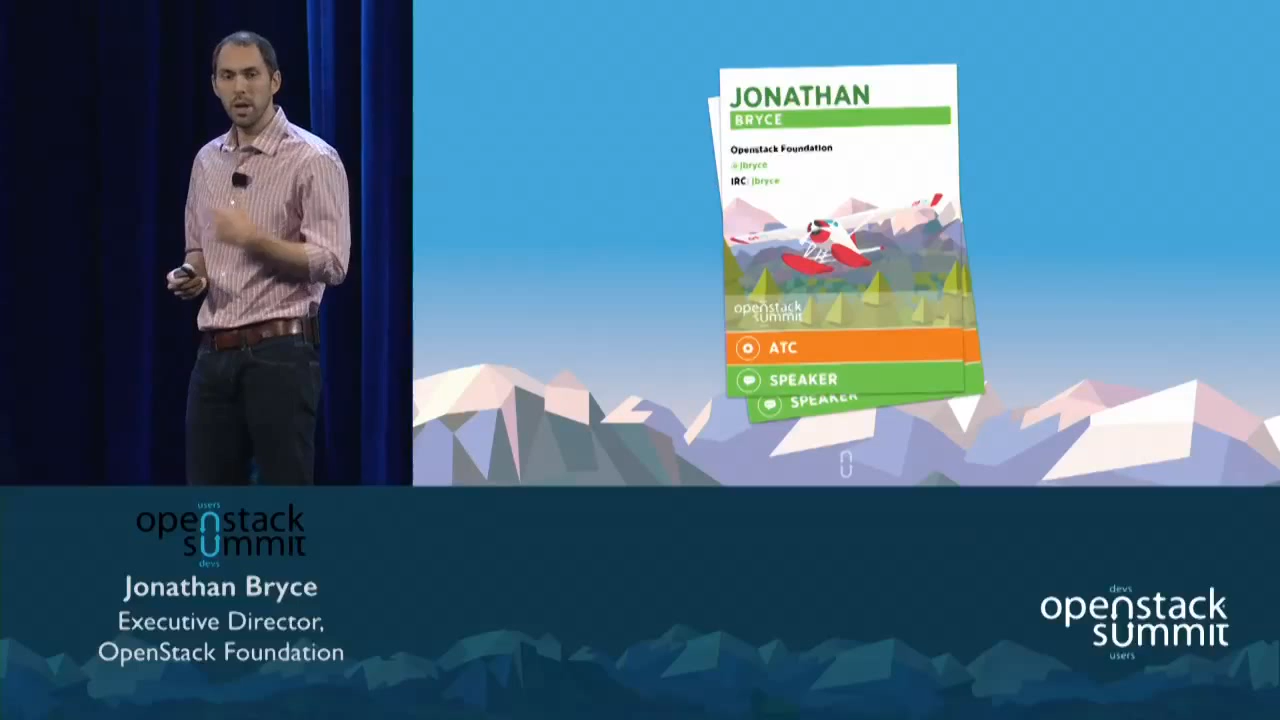 JONATHAN
BRYCE
Openstack Foundation
@jbryce
IRC: jbryce
openstack
summit
ATC
SPEAKER
SPEAKER
users
openstack
summit
devs
Jonathan Bryce
Executive Director,
OpenStack Foundation
devs
openstack
summit
users